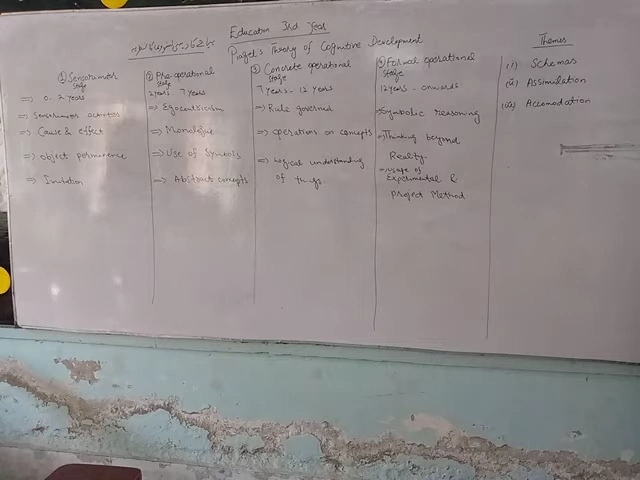 Education 3rd Year
Piaget's Theory of Cognitive Development
① Sensorimotor
Stage
⇒ 0-2 years
⇒ Sensorimotor activities
⇒ Cause & effect
⇒ object permanence
⇒ Imitation
② Pre-operational
Stage
2 years 7 years
⇒ Egocentricism
⇒ Monologue
⇒ Use of Symbols
⇒ Abstract concepts
③ Concrete operational
Stage
7 years - 12 years
⇒ Rule governed
⇒ operations on concepts
⇒ Logical understanding
of things.
④ Formal operational
Stage
12 years - onwards
⇒ Symbolic reasoning
⇒ Thinking beyond
Realty.
⇒ usage of
Experimental &
Project Method
Themes
(i) Schemas
(ii) Assimilation
(iii) Accomodation